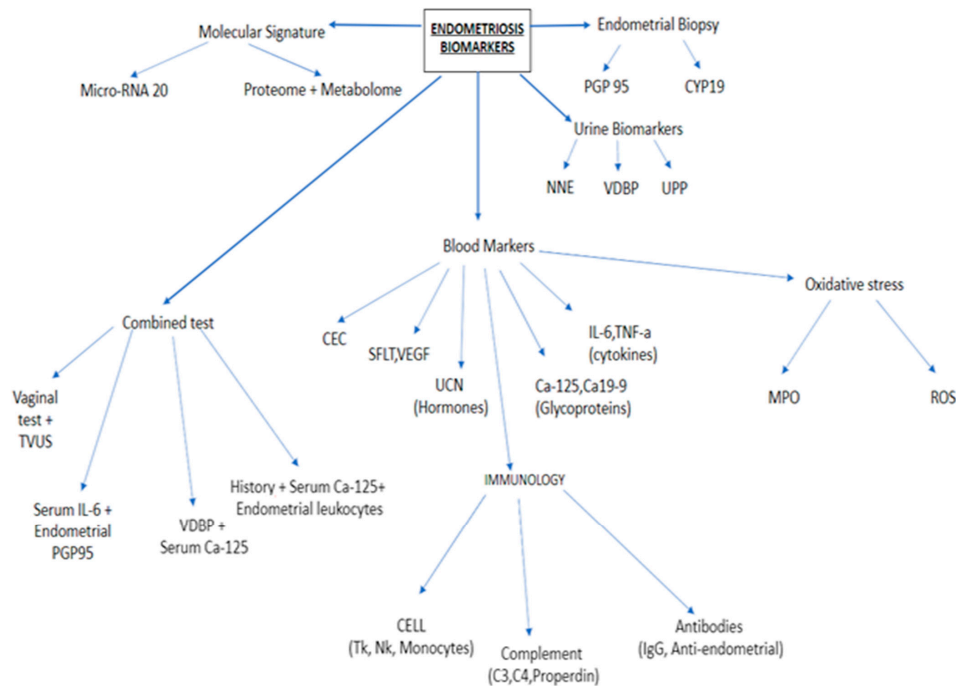 ENDOMETRIOSIS
BIOMARKERS
Molecular Signature
Micro-RNA 20
Proteome + Metabolome
Endometrial Biopsy
PGP 95
CYP19
Urine Biomarkers
NNE
VDBP
UPP
Blood Markers
CEC
SFLT,VEGF
UCN
(Hormones)
Ca-125,Ca19-9
(Glycoproteins)
IL-6,TNF-a
(cytokines)
Oxidative stress
MPO
ROS
Combined test
Vaginal
test +
TVUS
Serum IL-6 +
Endometrial
PGP95
VDBP +
Serum Ca-125
History + Serum Ca-125+
Endometrial leukocytes
IMMUNOLOGY
CELL
(Tk, Nk, Monocytes)
Complement
(C3,C4,Properdin)
Antibodies
(IgG, Anti-endometrial)